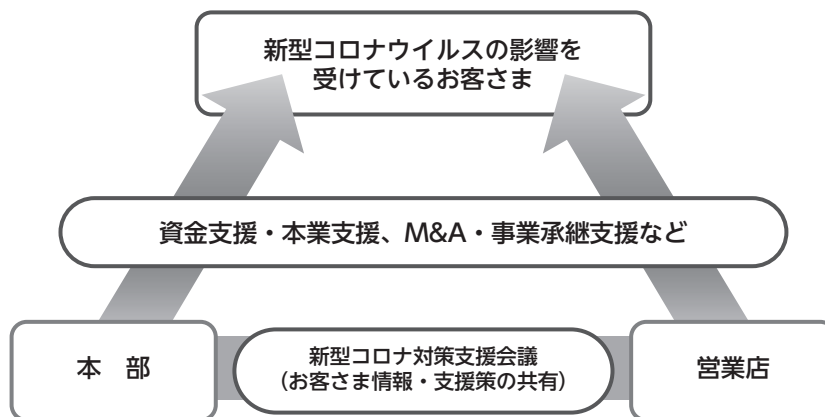 新型コロナウイルスの影響を
受けているお客さま
資金支援・本業支援、M&A・事業承継支援など
本　部
新型コロナ対策支援会議
（お客さま情報・支援策の共有）
営業店